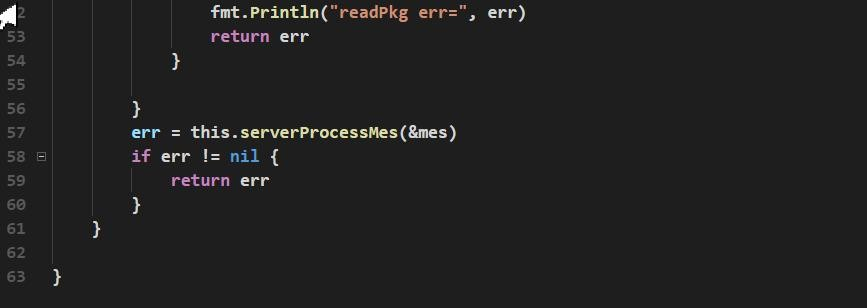 2 fmt.Println("readPkg err=", err)
53 return err
54 }
55
56 }
57 err = this.serverProcessMes(&mes)
58 if err != nil {
59 return err
60 }
61 }
62
63 }